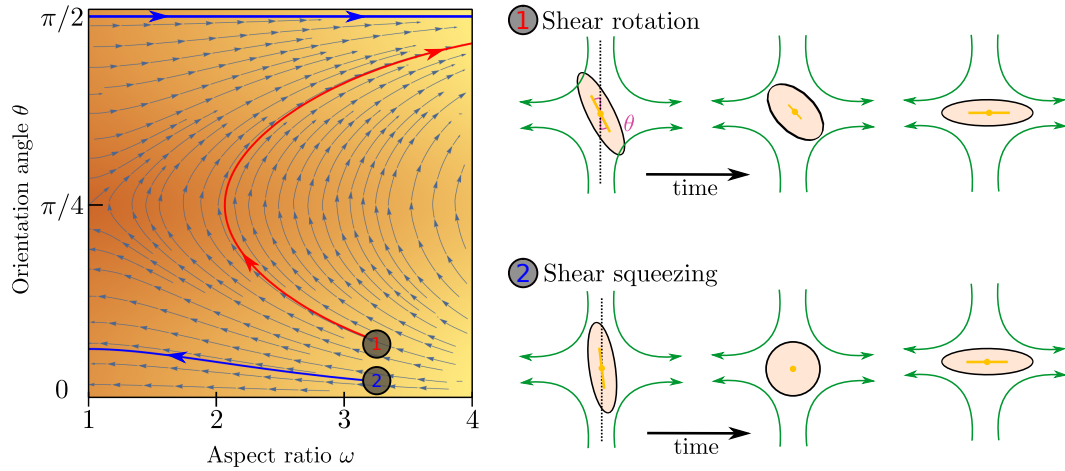 π/2
π/4
0
1
2
3
4
Orientation angle θ
Aspect ratio ω
1
2
1 Shear rotation
θ
time
2 Shear squeezing
time